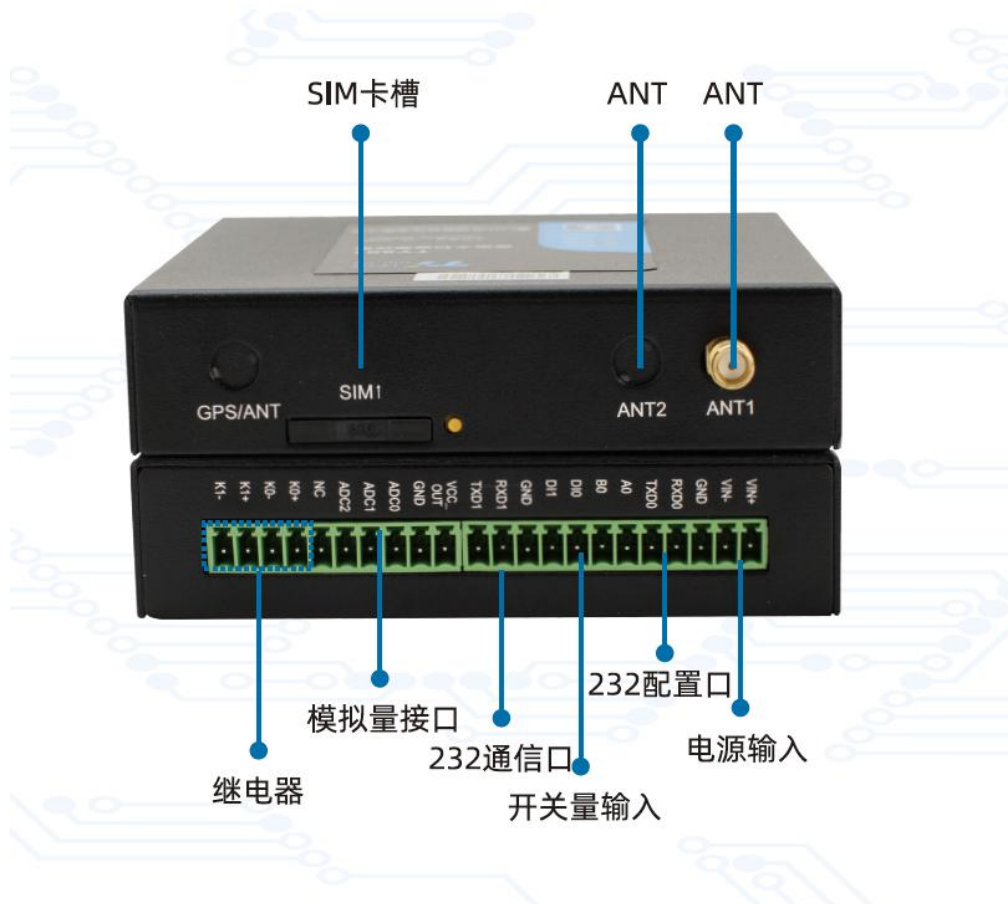 SIM卡槽
ANT
ANT
GPS/ANT
SIM↑
ANT2
ANT1
K1-
K1+
K0-
K0+
NC
ADC2
ADC1
ADC0
GND
VCC_OUT
TXD1
RXD1
GND
DI1
DI0
B0
A0
TXD0
RXD0
GND
VIN-
VIN+
232配置口
模拟量接口
232通信口
电源输入
继电器
开关量输入